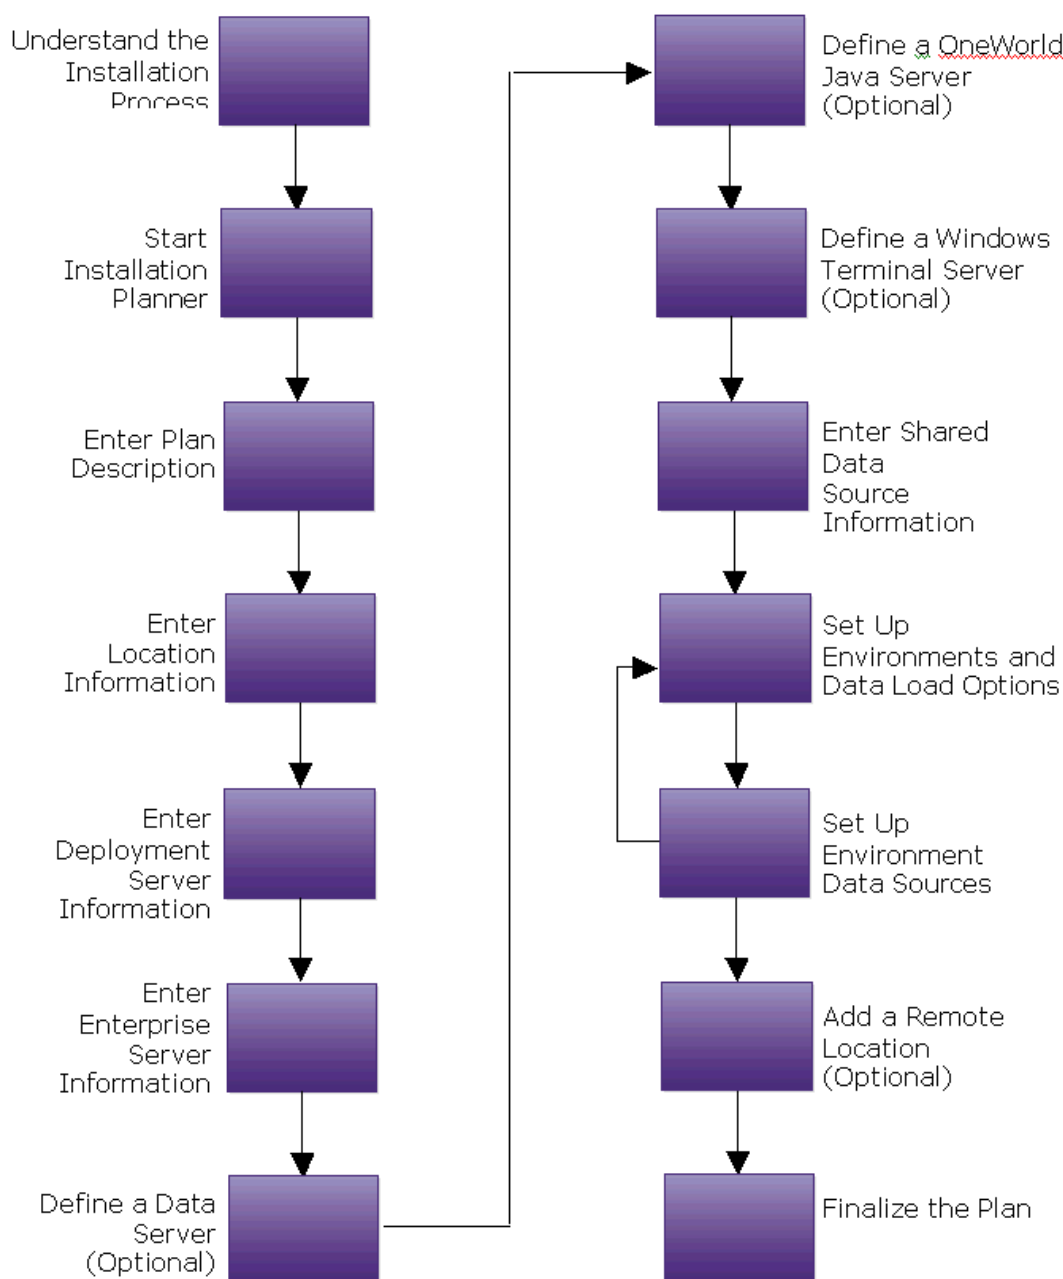 Understand the
Installation
Process
Start
Installation
Planner
Enter Plan
Description
Enter
Location
Information
Enter
Deployment
Server
Information
Enter
Enterprise
Server
Information
Define a Data
Server
(Optional)
Define a OneWorld
Java Server
(Optional)
Define a Windows
Terminal Server
(Optional)
Enter Shared
Data
Source
Information
Set Up
Environments and
Data Load Options
Set Up
Environment
Data Sources
Add a Remote
Location
(Optional)
Finalize the Plan